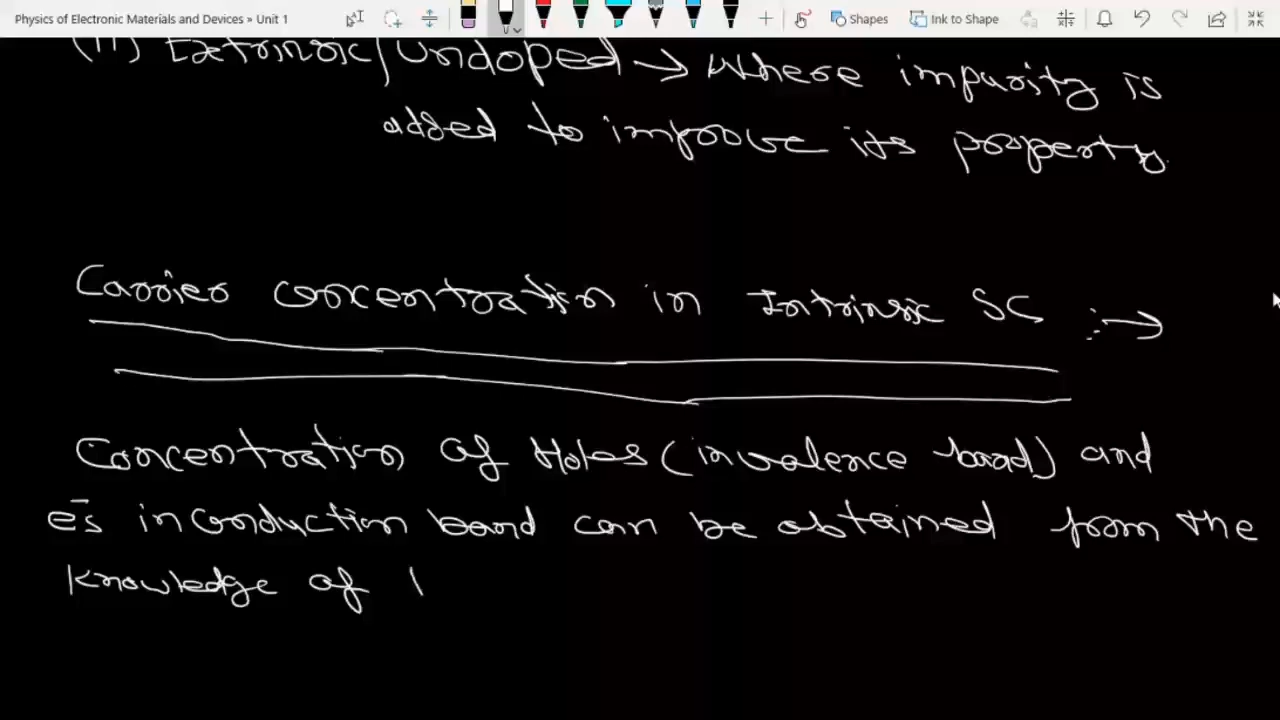 Physics of Electronic Materials and Devices » Unit 1
Shapes
Ink to Shape
(ii) Extrinsic/Undoped → Where impurity is
added to improve its property.
Carrier concentration in Intrinsic SC :→
Concentration of Holes (in valence band) and
e⁻s in conduction band can be obtained from the
knowledge of